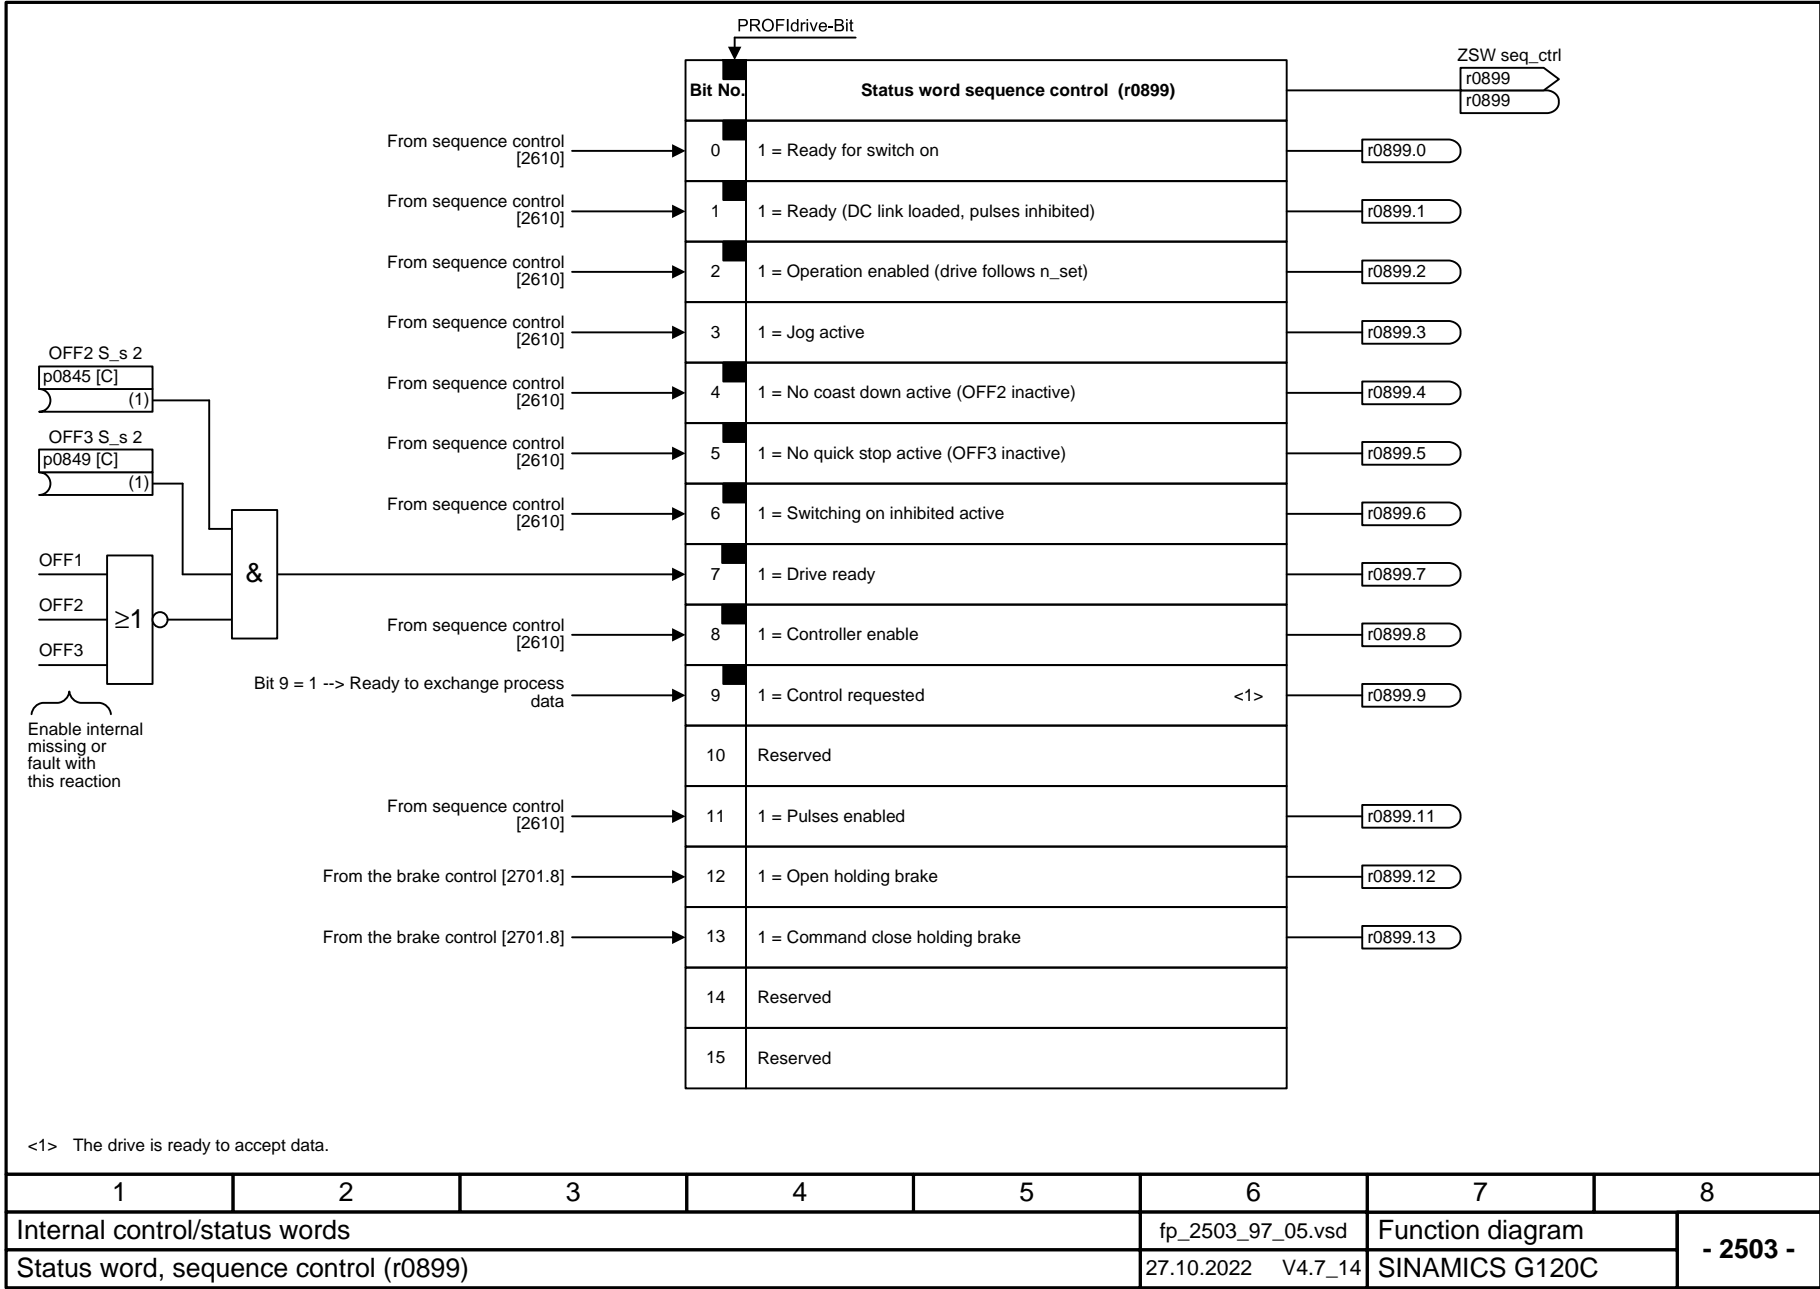 PROFIdrive-Bit
ZSW seq_ctrl
r0899
r0899
Bit No.
Status word sequence control (r0899)
From sequence control
[2610]
0
1 = Ready for switch on
r0899.0
From sequence control
[2610]
1
1 = Ready (DC link loaded, pulses inhibited)
r0899.1
From sequence control
[2610]
2
1 = Operation enabled (drive follows n_set)
r0899.2
From sequence control
[2610]
3
1 = Jog active
r0899.3
OFF2 S_s 2
p0845 [C]
(1)
From sequence control
[2610]
4
1 = No coast down active (OFF2 inactive)
r0899.4
OFF3 S_s 2
p0849 [C]
(1)
From sequence control
[2610]
5
1 = No quick stop active (OFF3 inactive)
r0899.5
From sequence control
[2610]
6
1 = Switching on inhibited active
r0899.6
OFF1
OFF2
OFF3
≥1
&
7
1 = Drive ready
r0899.7
From sequence control
[2610]
8
1 = Controller enable
r0899.8
Bit 9 = 1 --> Ready to exchange process
data
9
1 = Control requested <1>
r0899.9
Enable internal
missing or
fault with
this reaction
10
Reserved
From sequence control
[2610]
11
1 = Pulses enabled
r0899.11
From the brake control [2701.8]
12
1 = Open holding brake
r0899.12
From the brake control [2701.8]
13
1 = Command close holding brake
r0899.13
14
Reserved
15
Reserved
<1> The drive is ready to accept data.
1 2 3 4 5 6 7 8
Internal control/status words
fp_2503_97_05.vsd
Function diagram
- 2503 -
Status word, sequence control (r0899)
27.10.2022 V4.7_14
SINAMICS G120C